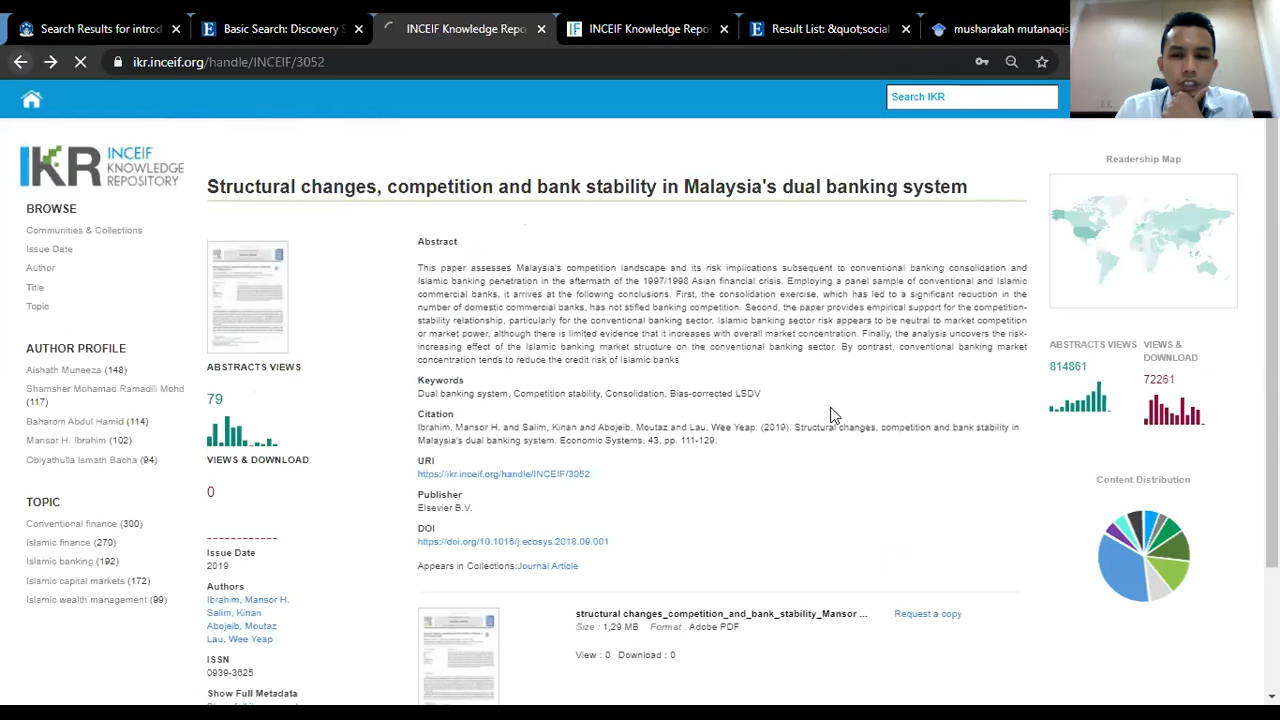 Search Results for introd
Basic Search: Discovery S
INCEIF Knowledge Repo
INCEIF Knowledge Repos
Result List: &quot;social
musharakah mutanaqis
ikr.inceif.org/handle/INCEIF/3052
Search IKR
IKR INCEIF KNOWLEDGE REPOSITORY
BROWSE
Communities & Collections
Issue Date
Author
Title
Topic
AUTHOR PROFILE
Aishath Muneeza (148)
Shamsher Mohamad Ramadili Mohd
(117)
Baharom Abdul Hamid (114)
Mansor H. Ibrahim (102)
Obiyathulla Ismath Bacha (94)
TOPIC
Conventional finance (300)
Islamic finance (270)
Islamic banking (192)
Islamic capital markets (172)
Islamic wealth management (99)
Structural changes, competition and bank stability in Malaysia's dual banking system
ABSTRACTS VIEWS
79
VIEWS & DOWNLOAD
0
------------
Issue Date
2019
Authors
Ibrahim, Mansor H.
Salim, Kinan
Abojeib, Moutaz
Lau, Wee Yeap
ISSN
0939-3625
Show Full Metadata
Abstract
This paper assesses Malaysia's competition landscape and its risk implications subsequent to conventional banking consolidation and
Islamic banking penetration in the aftermath of the 1997/1998 Asian financial crisis. Employing a panel sample of conventional and Islamic
commercial banks, it arrives at the following conclusions. First, the consolidation exercise, which has led to a significant reduction in the
number of domestic commercial banks, has not stifled banking competition. Second, the paper provides empirical support for the competition-
stability relationship, particularly for the conventional banking sector. Islamic banking sector risk appears to be neutral to market competition
or market power, although there is limited evidence that it increases with overall market concentration. Finally, the analysis uncovers the risk-
increasing effect of the Islamic banking market structure on the conventional banking sector. By contrast, conventional banking market
concentration tends to reduce the credit risk of Islamic banks
Keywords
Dual banking system, Competition stability, Consolidation, Bias-corrected LSDV
Citation
Ibrahim, Mansor H. and Salim, Kinan and Abojeib, Moutaz and Lau, Wee Yeap. (2019). Structural changes, competition and bank stability in
Malaysia's dual banking system. Economic Systems, 43, pp. 111-129.
URI
https://ikr.inceif.org/handle/INCEIF/3052
Publisher
Elsevier B.V.
DOI
https://doi.org/10.1016/j.ecosys.2018.09.001
Appears in Collections:Journal Article
structural changes_competition_and_bank_stability_Mansor ...
Request a copy
Size : 1,29 MB Format : Adobe PDF
View : 0 Download : 0
Readership Map
ABSTRACTS VIEWS
814861
VIEWS &
DOWNLOAD
72261
Content Distribution